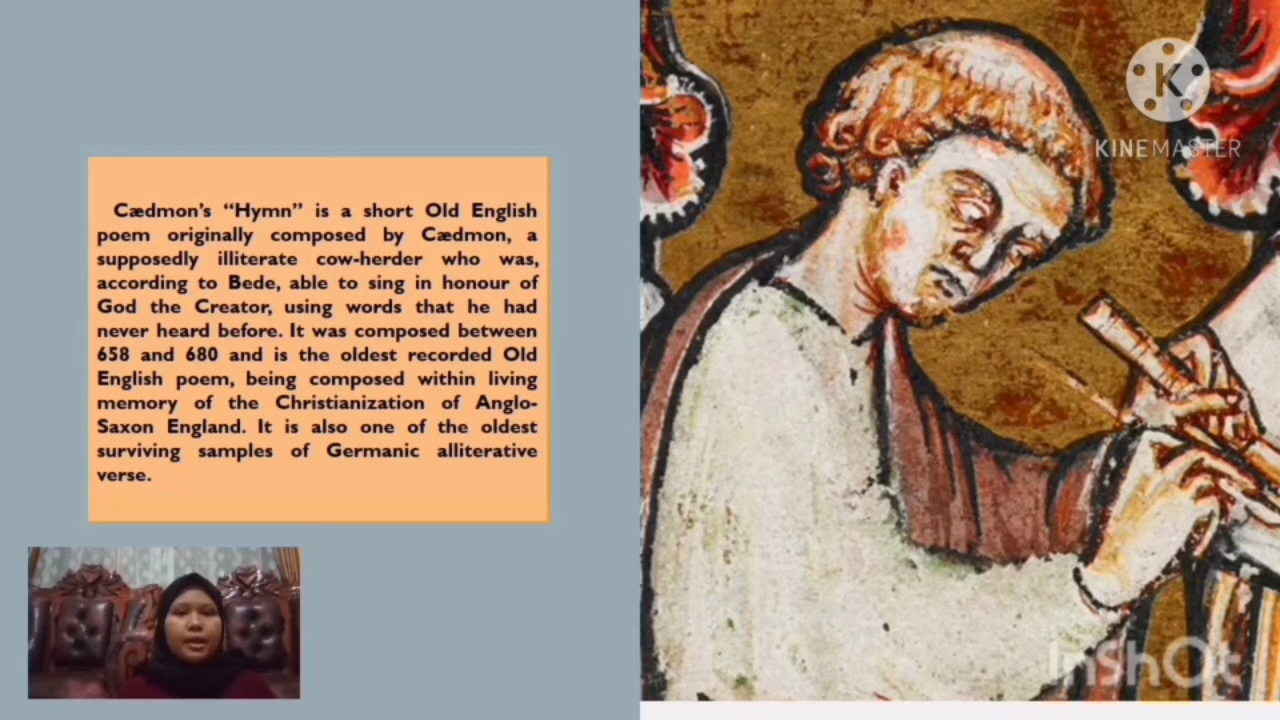 Cædmon's “Hymn” is a short Old English
poem originally composed by Cædmon, a
supposedly illiterate cow-herder who was,
according to Bede, able to sing in honour of
God the Creator, using words that he had
never heard before. It was composed between
658 and 680 and is the oldest recorded Old
English poem, being composed within living
memory of the Christianization of Anglo-
Saxon England. It is also one of the oldest
surviving samples of Germanic alliterative
verse.
K
KINEMASTER
InShOt